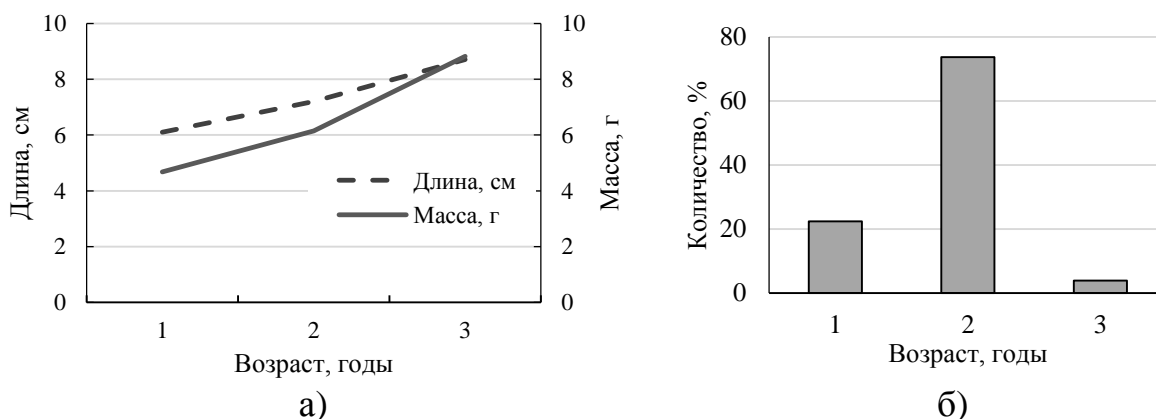 10
8
6
4
2
0
Длина, см
10
8
6
4
2
0
Масса, г
Длина, см
Масса, г
1 2 3
Возраст, годы
а)
80
60
40
20
0
Количество, %
1 2 3
Возраст, годы
б)